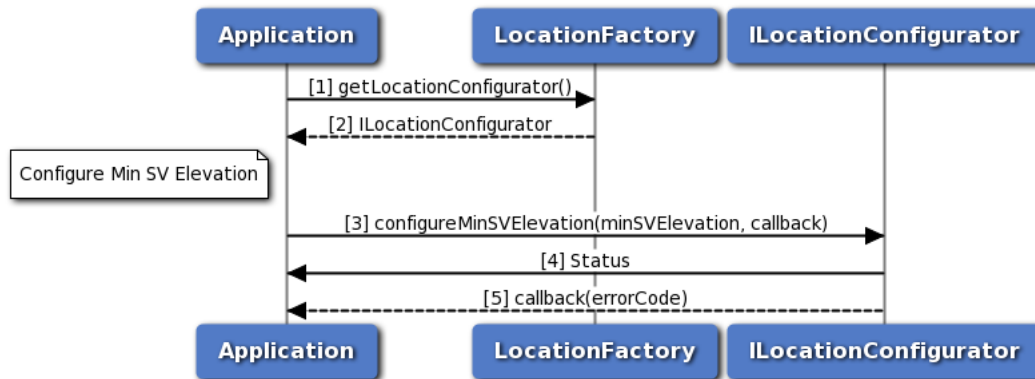 Application
LocationFactory
ILocationConfigurator
[1] getLocationConfigurator()
[2] ILocationConfigurator
Configure Min SV Elevation
[3] configureMinSVElevation(minSVElevation, callback)
[4] Status
[5] callback(errorCode)
Application
LocationFactory
ILocationConfigurator